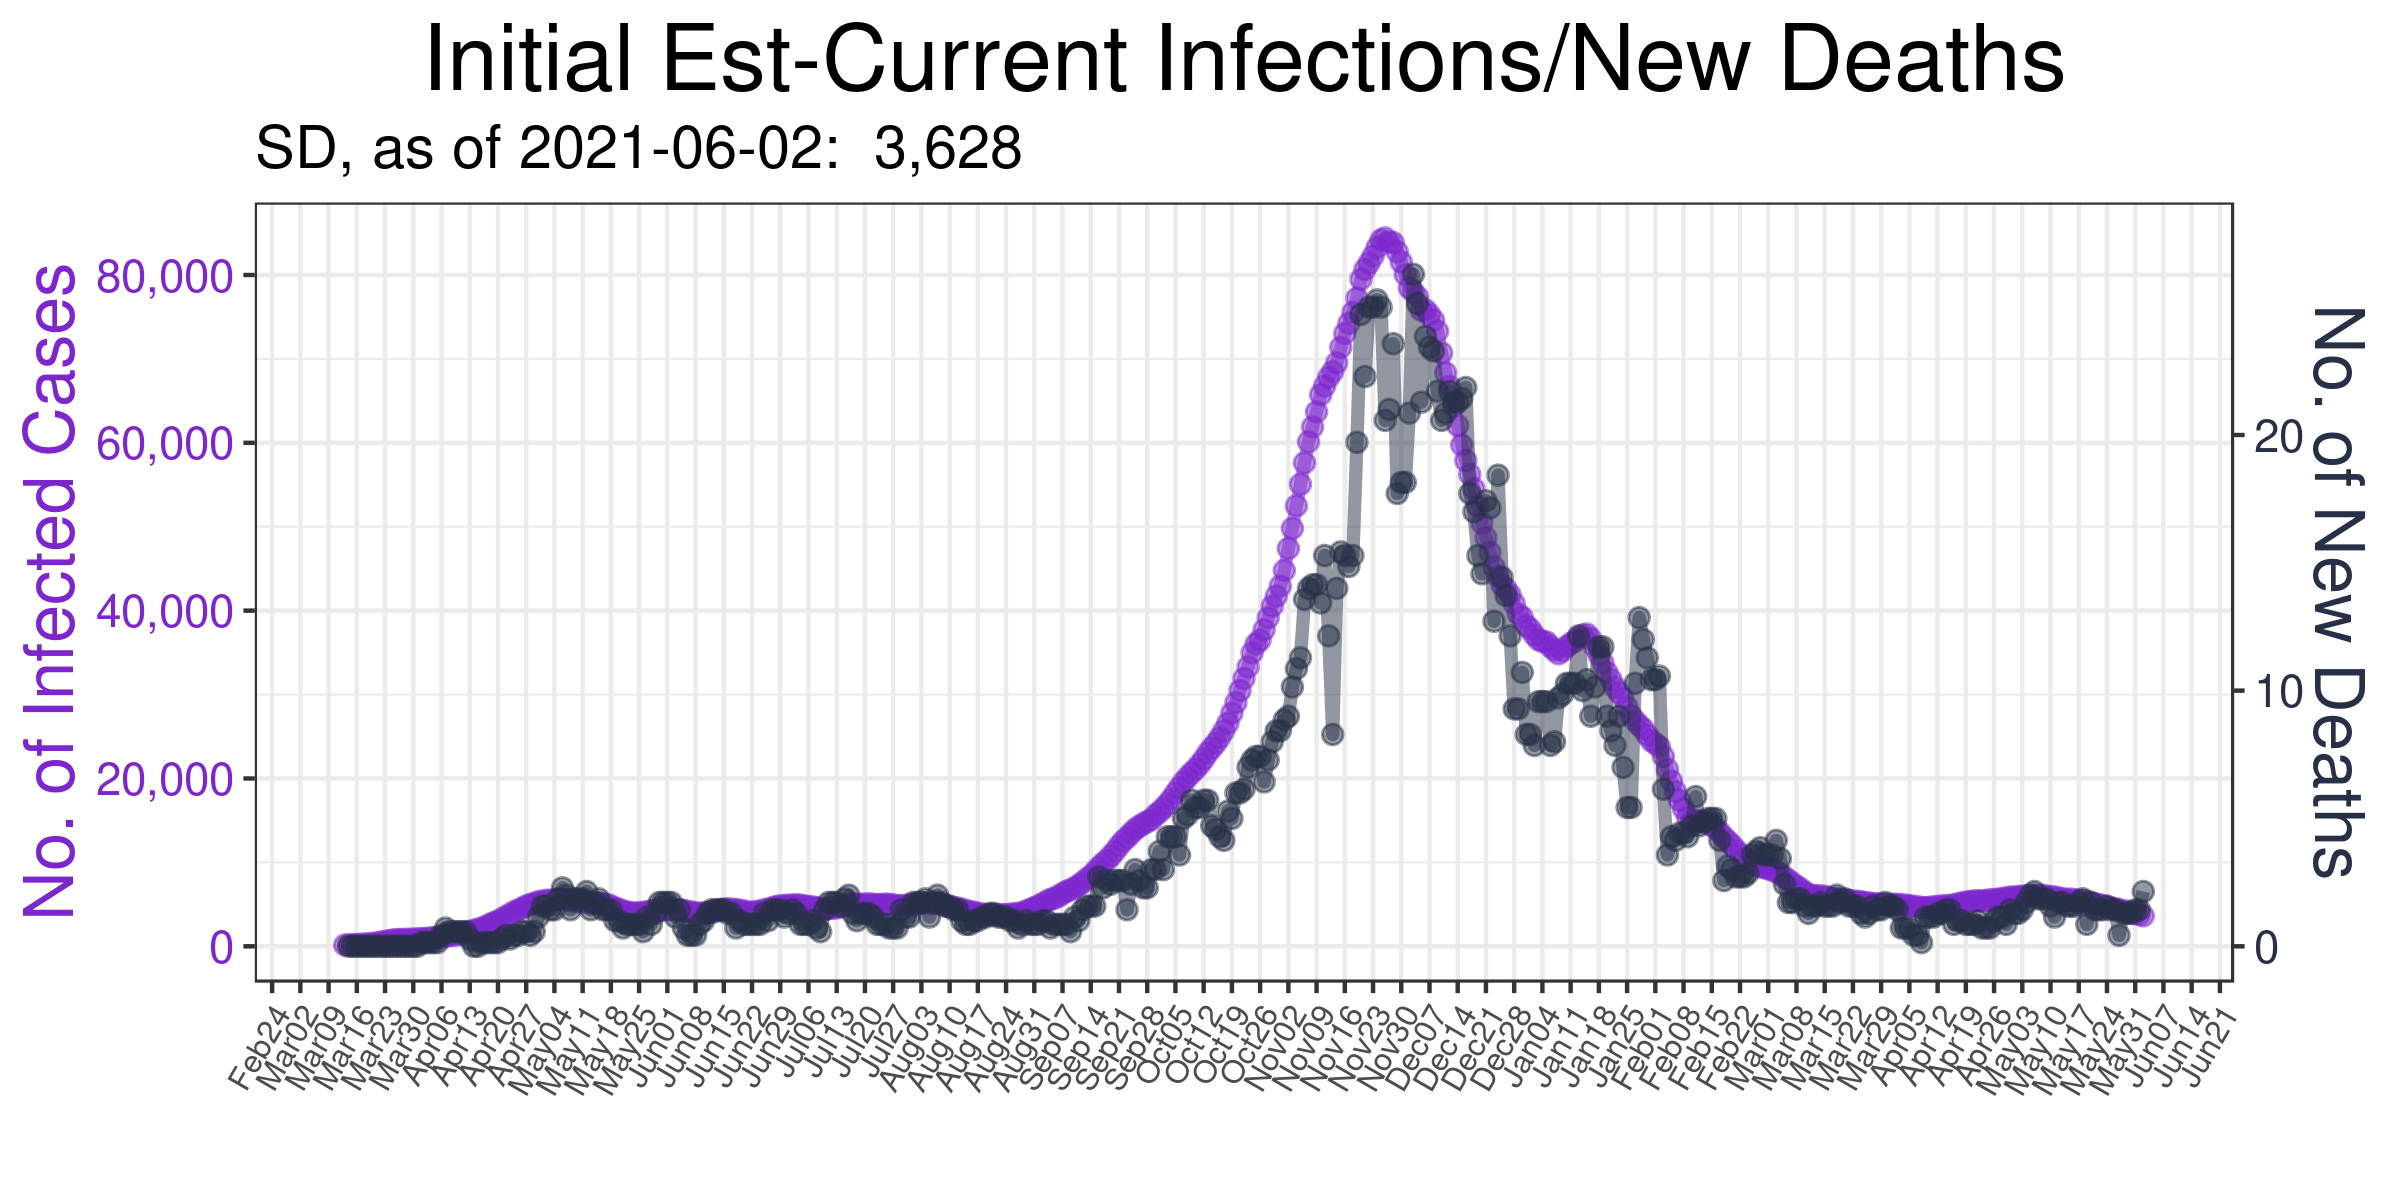 Initial Est-Current Infections/New Deaths
SD, as of 2021-06-02:  3,628
No. of Infected Cases
80,000
60,000
40,000
20,000
0
No. of New Deaths
20
10
0
Feb24
Mar02
Mar09
Mar16
Mar23
Mar30
Apr06
Apr13
Apr20
Apr27
May04
May11
May18
May25
Jun01
Jun08
Jun15
Jun22
Jun29
Jul06
Jul13
Jul20
Jul27
Aug03
Aug10
Aug17
Aug24
Aug31
Sep07
Sep14
Sep21
Sep28
Oct05
Oct12
Oct19
Oct26
Nov02
Nov09
Nov16
Nov23
Nov30
Dec07
Dec14
Dec21
Dec28
Jan04
Jan11
Jan18
Jan25
Feb01
Feb08
Feb15
Feb22
Mar01
Mar08
Mar15
Mar22
Mar29
Apr05
Apr12
Apr19
Apr26
May03
May10
May17
May24
May31
Jun07
Jun14
Jun21